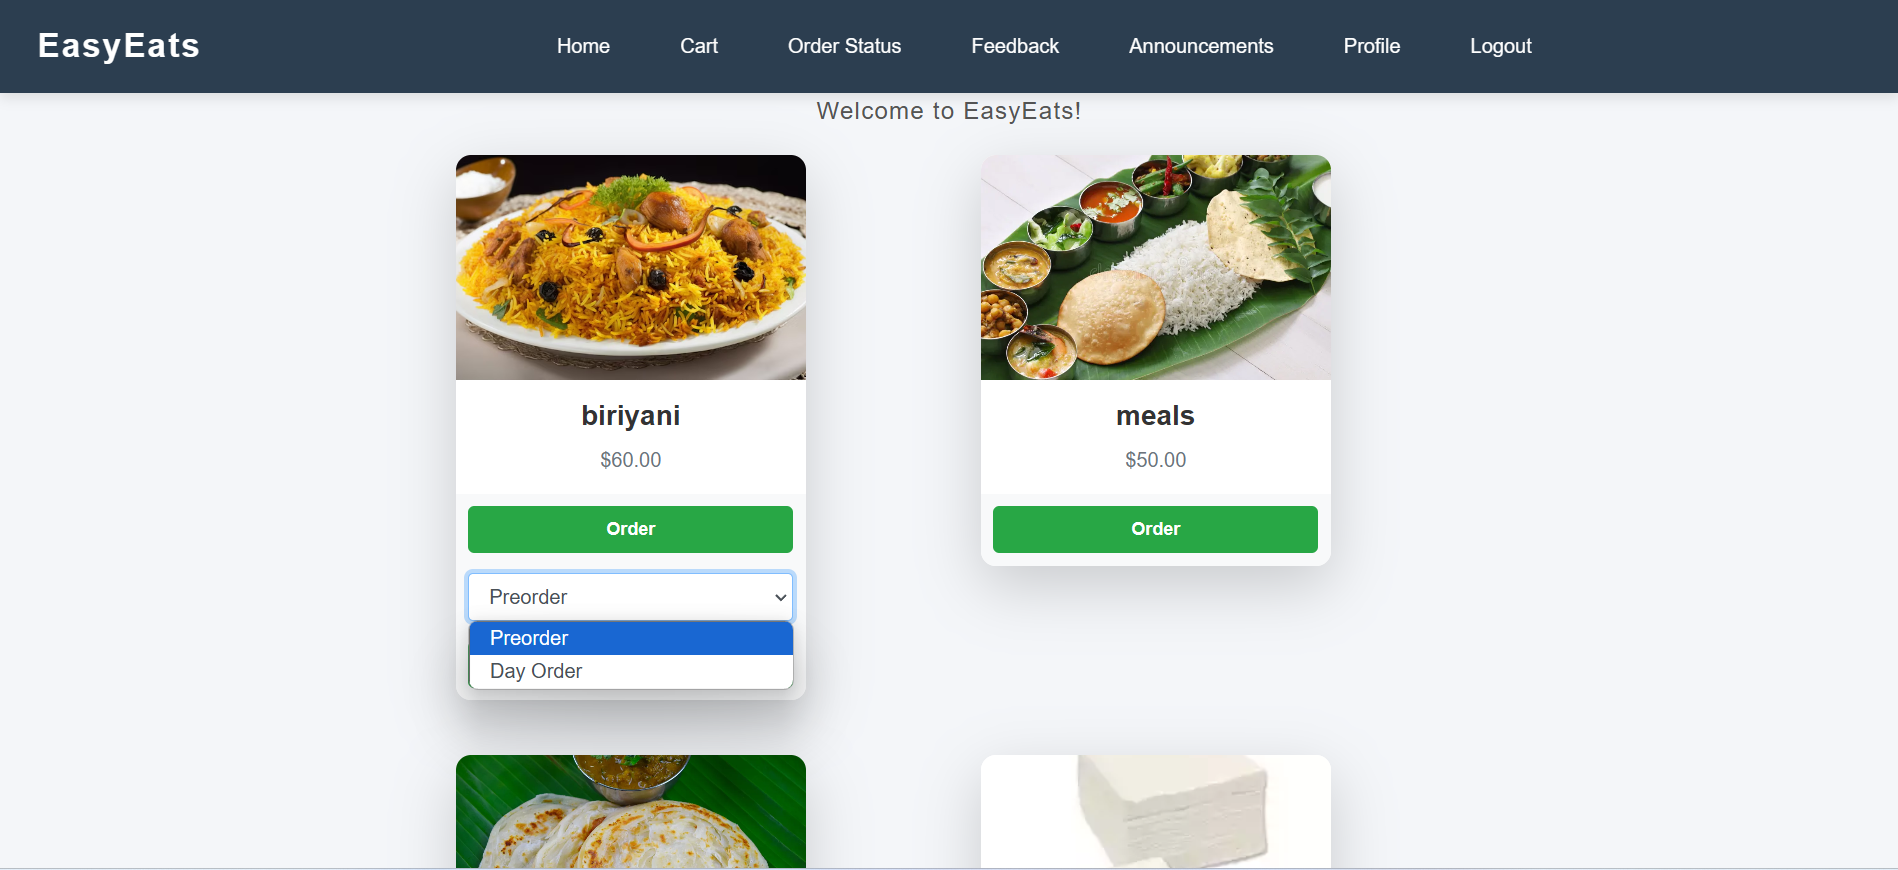 EasyEats
Home Cart Order Status Feedback Announcements Profile Logout
Welcome to EasyEats!
biriyani
$60.00
Order
Preorder
Preorder
Day Order
meals
$50.00
Order